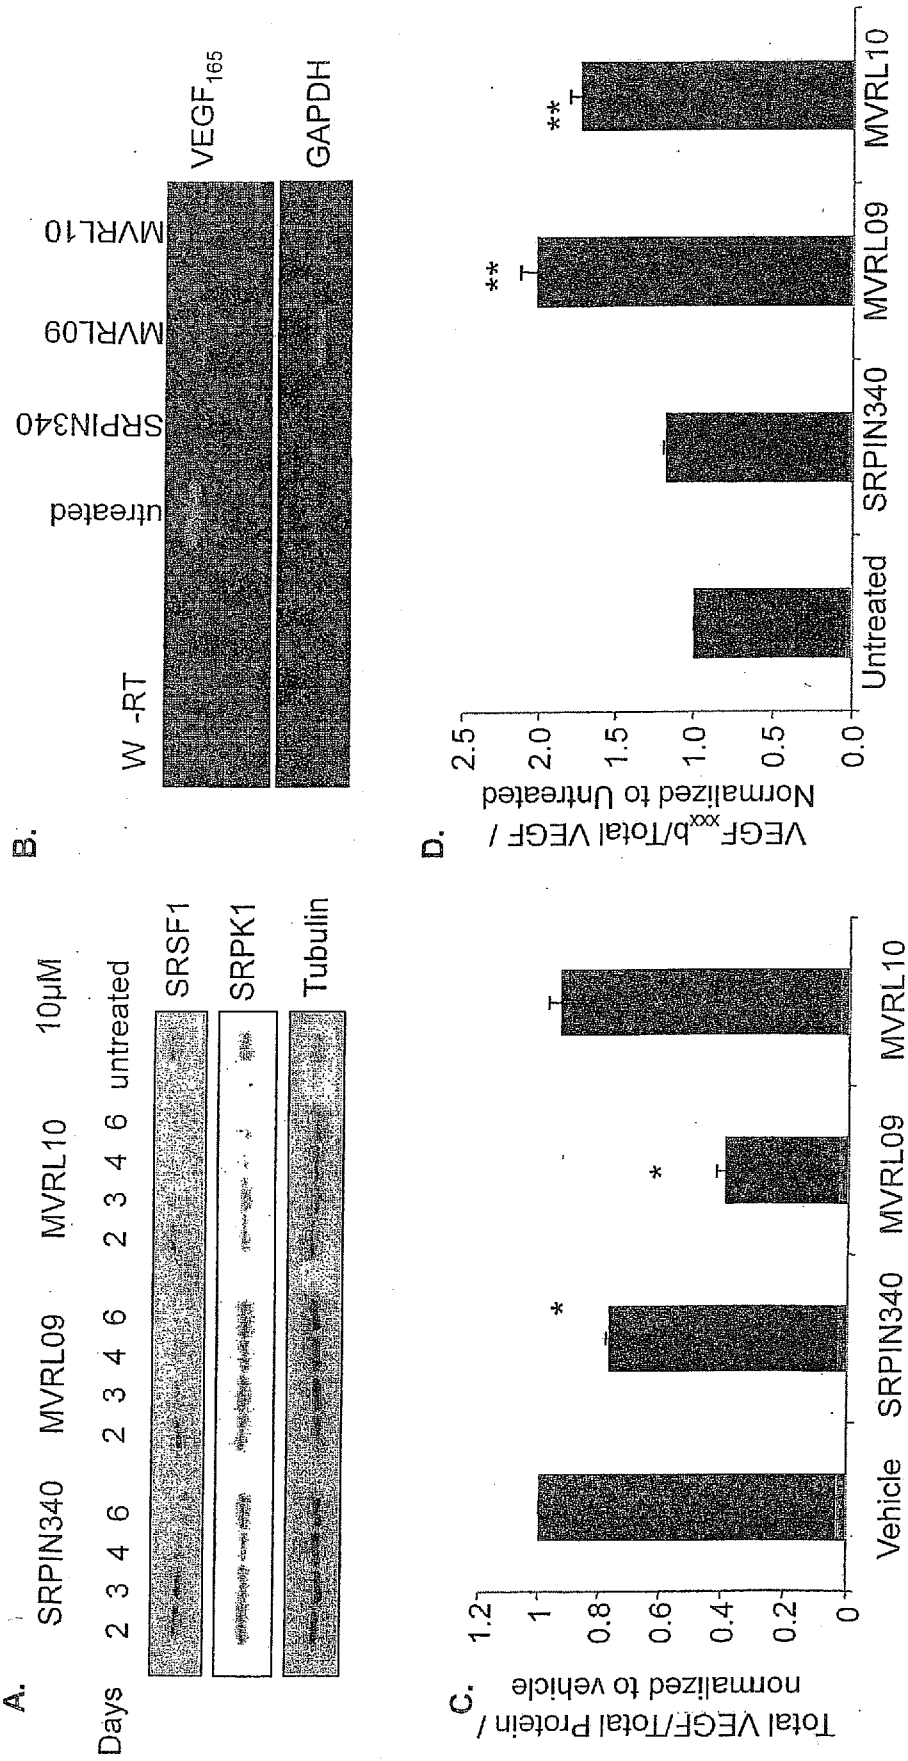 A.
SRPIN340 MVRL09 MVRL10 10µM
Days 2 3 4 6 2 3 4 6 2 3 4 6 untreated
SRSF1
SRPK1
Tubulin
B.
W -RT utreated SRPIN340 MVRL09 MVRL10
VEGF165
GAPDH
C.
Total VEGF/Total Protein /
normalized to vehicle
1.2
1
0.8
0.6
0.4
0.2
0
*
*
Vehicle SRPIN340 MVRL09 MVRL10
D.
VEGFxxxb/Total VEGF /
Normalized to Untreated
2.5
2.0
1.5
1.0
0.5
0.0
**
**
Untreated SRPIN340 MVRL09 MVRL10